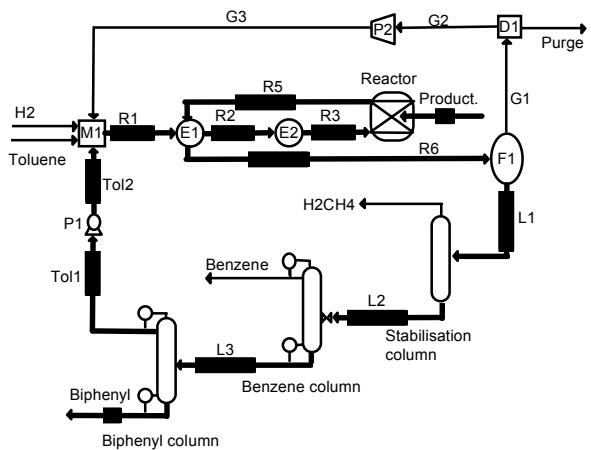 G3
P2
G2
D1
Purge
H2
R5
Reactor
Product.
G1
M1
R1
E1
R2
E2
R3
Toluene
R6
F1
Tol2
P1
H2CH4
L1
Tol1
Benzene
L2
Stabilisation
column
L3
Benzene column
Biphenyl
Biphenyl column